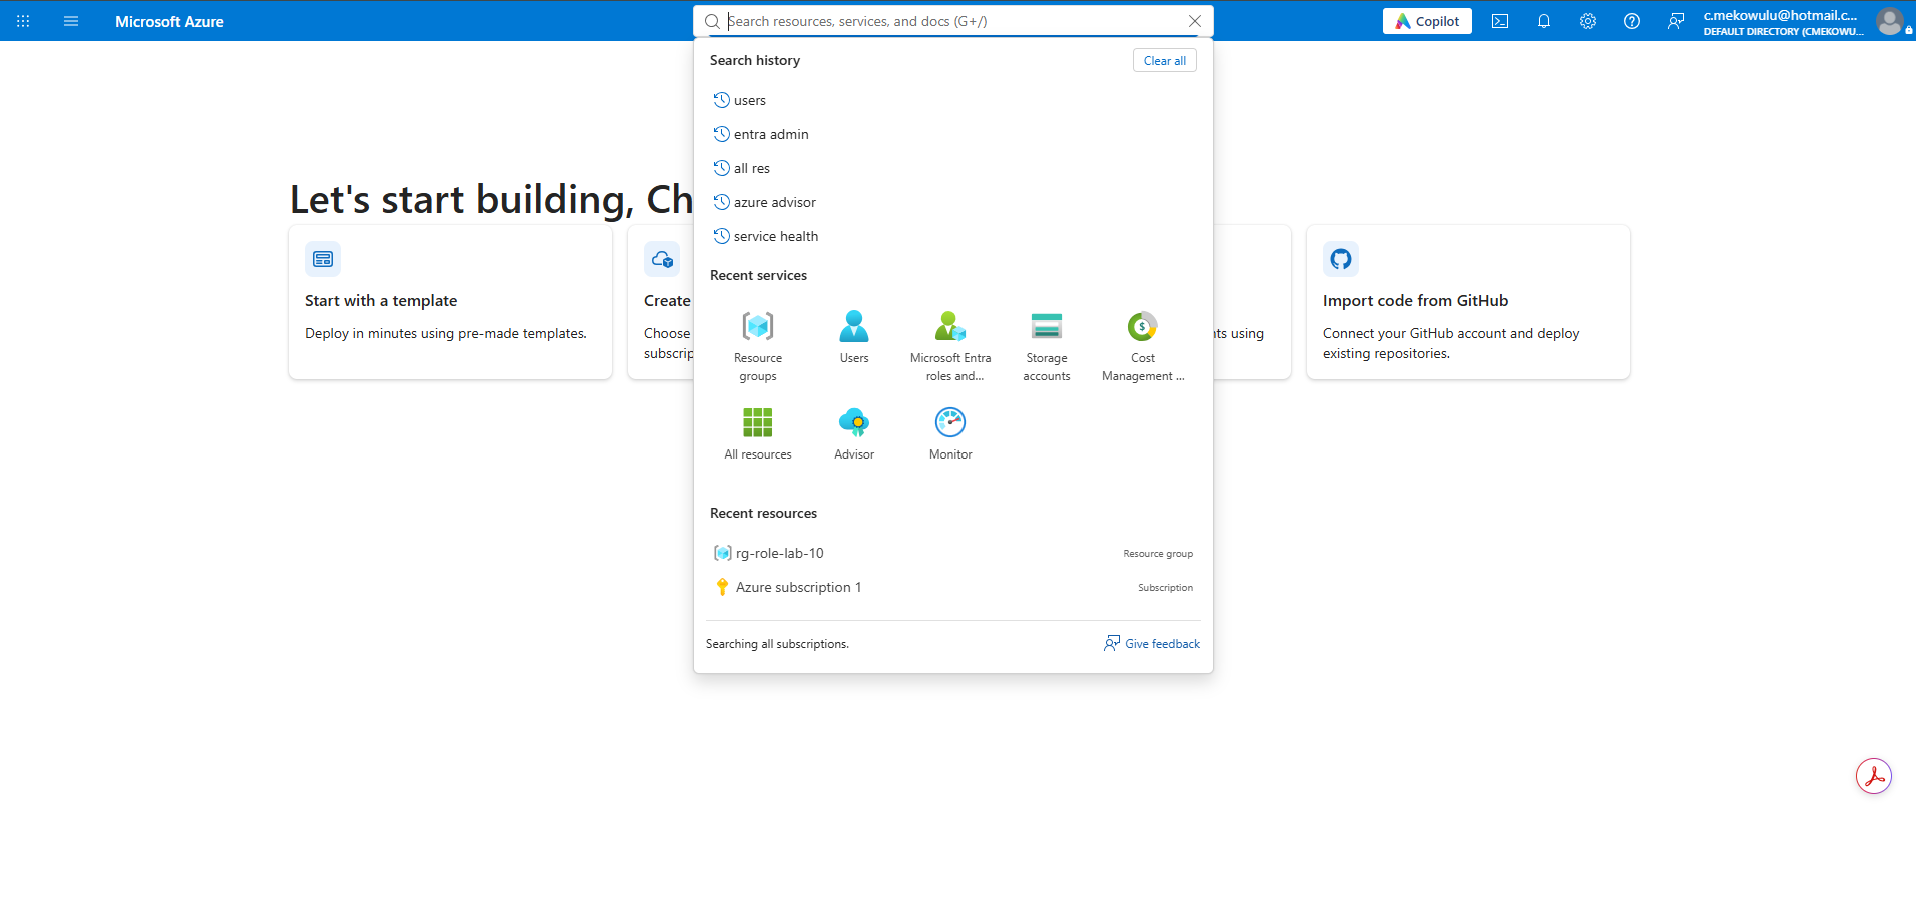 Microsoft Azure
Search resources, services, and docs (G+/)
Copilot
c.mekowulu@hotmail.c...
DEFAULT DIRECTORY (CMEKOWU...
Search history
Clear all
users
entra admin
all res
azure advisor
service health
Let's start building, Ch
Start with a template
Deploy in minutes using pre-made templates.
Create
Choose
subscrip
nts using
Import code from GitHub
Connect your GitHub account and deploy
existing repositories.
Recent services
Resource
groups
Users
Microsoft Entra
roles and...
Storage
accounts
Cost
Management ...
All resources
Advisor
Monitor
Recent resources
rg-role-lab-10
Resource group
Azure subscription 1
Subscription
Searching all subscriptions.
Give feedback